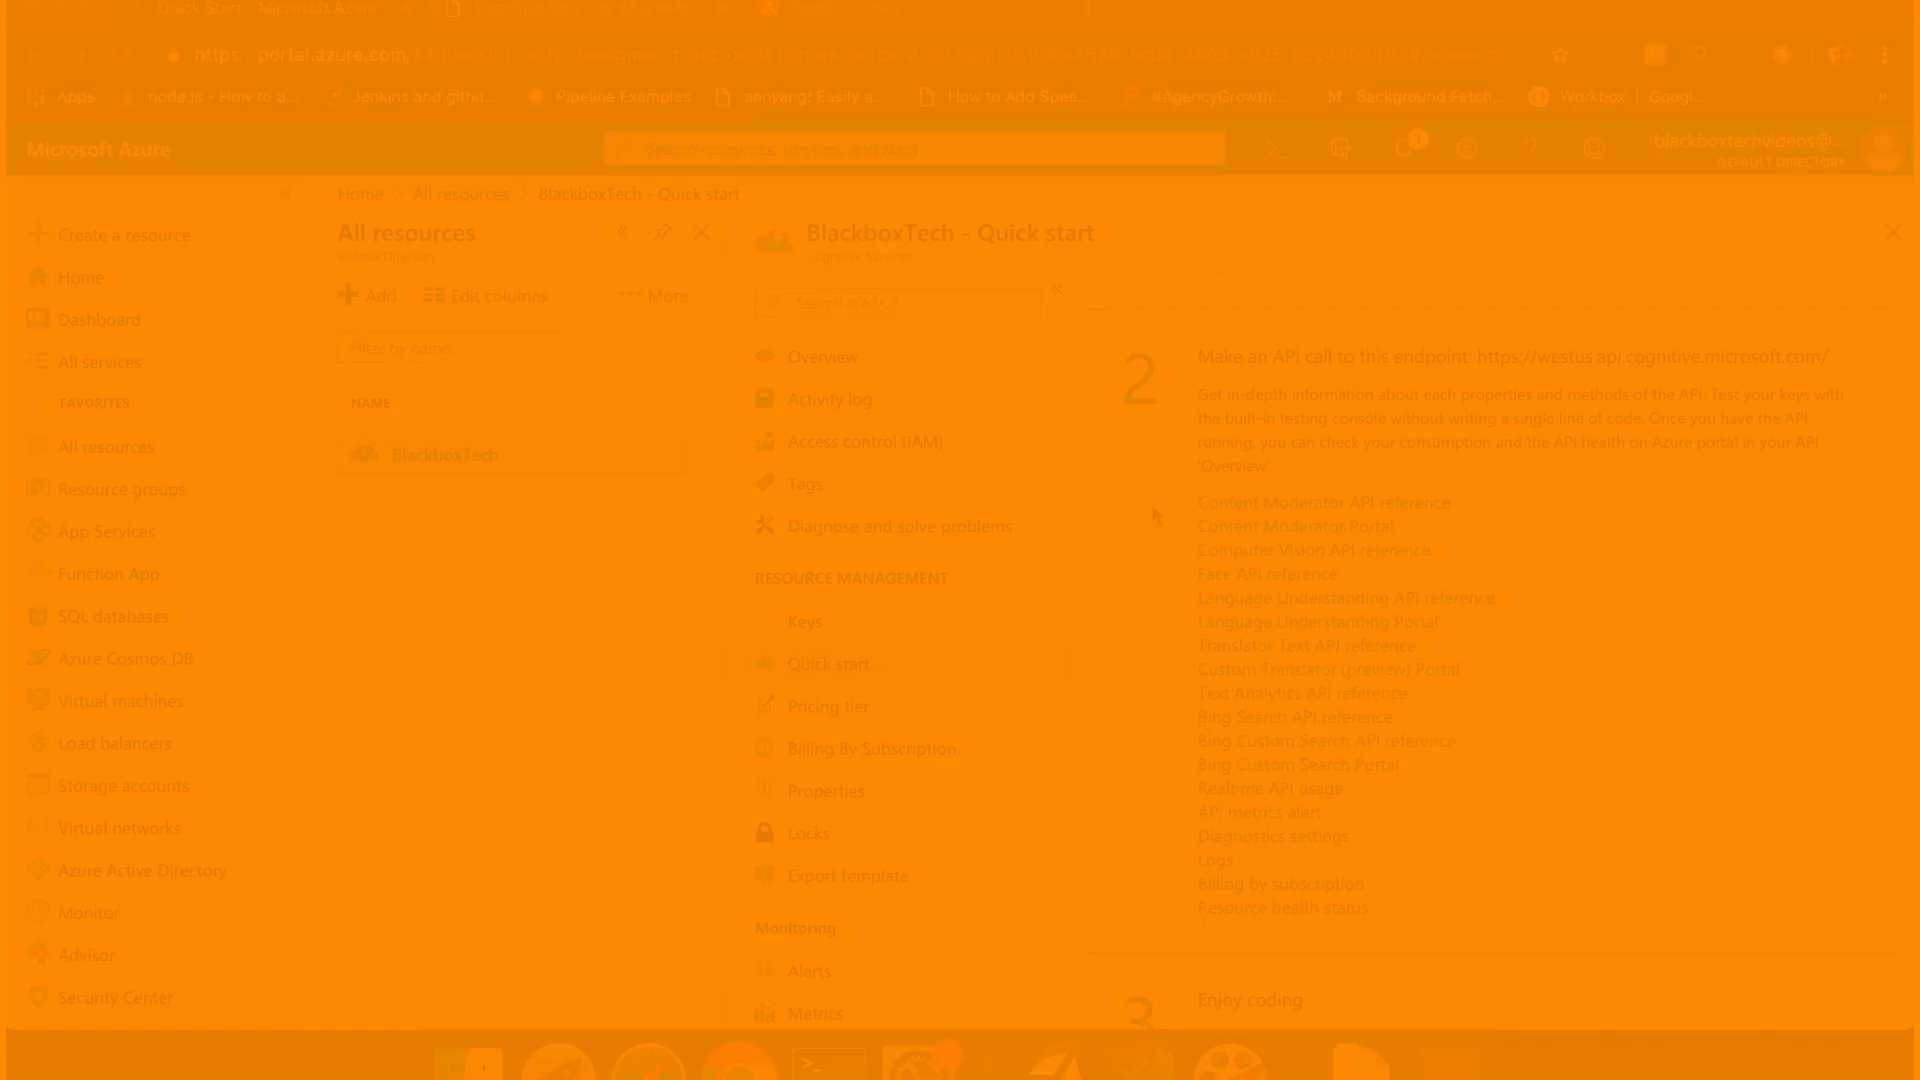 Quick Start - Microsoft Azure
https://portal.azure.com
Apps
node.js - How to d...
Jenkins and githu...
Pipeline Examples
annyang! Easily a...
How to Add Spee...
#AgencyGrowth:...
Background Fetch...
Workbox | Googl...
»
Microsoft Azure
Search resources, services, and docs
1
blackboxtechvideos@...
DEFAULT DIRECTORY
Home > All resources > BlackboxTech - Quick start
Create a resource
Home
Dashboard
All services
FAVORITES
All resources
Resource groups
App Services
Function App
SQL databases
Azure Cosmos DB
Virtual machines
Load balancers
Storage accounts
Virtual networks
Azure Active Directory
Monitor
Advisor
Security Center
All resources
Default Directory
Add
Edit columns
More
Filter by name...
NAME
BlackboxTech
BlackboxTech - Quick start
Cognitive Services
Search (Ctrl+/)
Overview
Activity log
Access control (IAM)
Tags
Diagnose and solve problems
RESOURCE MANAGEMENT
Keys
Quick start
Pricing tier
Billing By Subscription
Properties
Locks
Export template
Monitoring
Alerts
Metrics
2
Make an API call to this endpoint: https://westus.api.cognitive.microsoft.com/
Get in-depth information about each properties and methods of the API. Test your keys with
the built-in testing console without writing a single line of code. Once you have the API
running, you can check your consumption and the API health on Azure portal in your API
'Overview'.
Content Moderator API reference
Content Moderator Portal
Computer Vision API reference
Face API reference
Language Understanding API reference
Language Understanding Portal
Translator Text API reference
Custom Translator (preview) Portal
Text Analytics API reference
Bing Search API reference
Bing Custom Search API reference
Bing Custom Search Portal
Realtime API usage
API metrics alert
Diagnostics settings
Logs
Billing by subscription
Resource health status
3
Enjoy coding